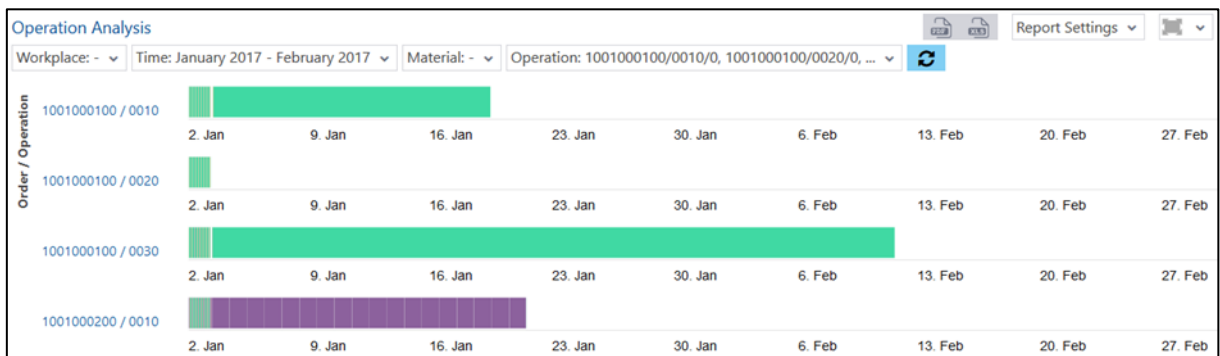 Operation Analysis
PDF XLS Report Settings
Workplace: - Time: January 2017 - February 2017 Material: - Operation: 1001000100/0010/0, 1001000100/0020/0, ...
Order / Operation
1001000100 / 0010
2. Jan 9. Jan 16. Jan 23. Jan 30. Jan 6. Feb 13. Feb 20. Feb 27. Feb
1001000100 / 0020
2. Jan 9. Jan 16. Jan 23. Jan 30. Jan 6. Feb 13. Feb 20. Feb 27. Feb
1001000100 / 0030
2. Jan 9. Jan 16. Jan 23. Jan 30. Jan 6. Feb 13. Feb 20. Feb 27. Feb
1001000200 / 0010
2. Jan 9. Jan 16. Jan 23. Jan 30. Jan 6. Feb 13. Feb 20. Feb 27. Feb